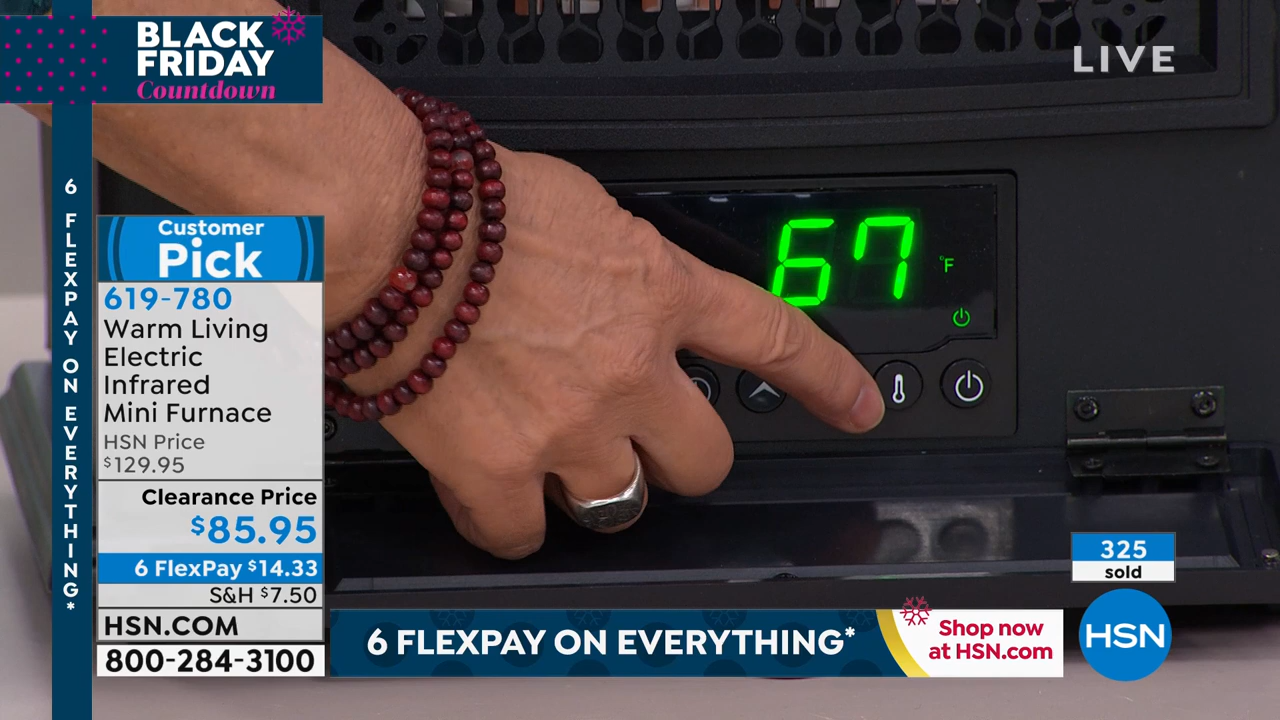 BLACK
FRIDAY
Countdown
LIVE
6 FLEXPAY ON EVERYTHING*
Customer
Pick
619-780
Warm Living
Electric
Infrared
Mini Furnace
HSN Price
$129.95
Clearance Price
$85.95
6 FlexPay $14.33
S&H $7.50
HSN.COM
800-284-3100
67 °F
325
sold
6 FLEXPAY ON EVERYTHING*
Shop now
at HSN.com
HSN